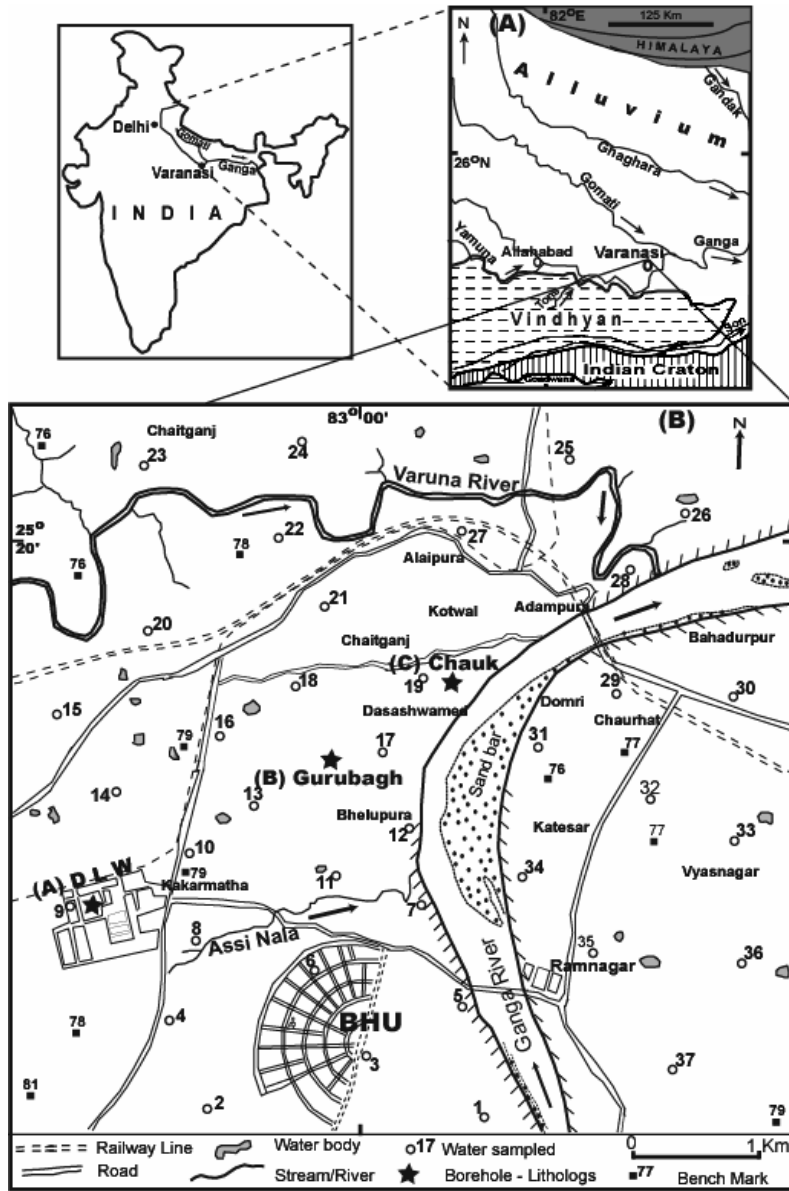 Delhi
Gomati
Ganga
Varanasi
INDIA
(A)
82°E
125 Km
N
HIMALAYA
Alluvium
Gandak
26°N
Ghaghara
Gomati
Ganga
Yamuna
Allahabad
Varanasi
Tons
Vindhyan
Son
Indian Craton
Gondwana
83°00'
(B)
N
76
Chaitganj
23
24
25
Varuna River
26
25°
20'
22
78
27
76
Alaipura
28
21
Kotwal
Adampura
20
Chaitganj
Bahadurpur
(C) Chauk
19
18
29
30
Domri
15
Dasashwamed
Chaurhat
16
79
17
31
77
Sand bar
(B) Gurubagh
76
14
13
32
Bhelupura
12
Katesar
77
33
10
79
Vyasnagar
(A) DLW
Kakarmatha
11
34
9
7
8
Assi Nala
35
Ramnagar
36
6
5
Ganga River
4
78
BHU
3
37
81
2
1
79
Railway Line
Water body
17 Water sampled
0 1 Km
Road
Stream/River
Borehole - Lithologs
77 Bench Mark